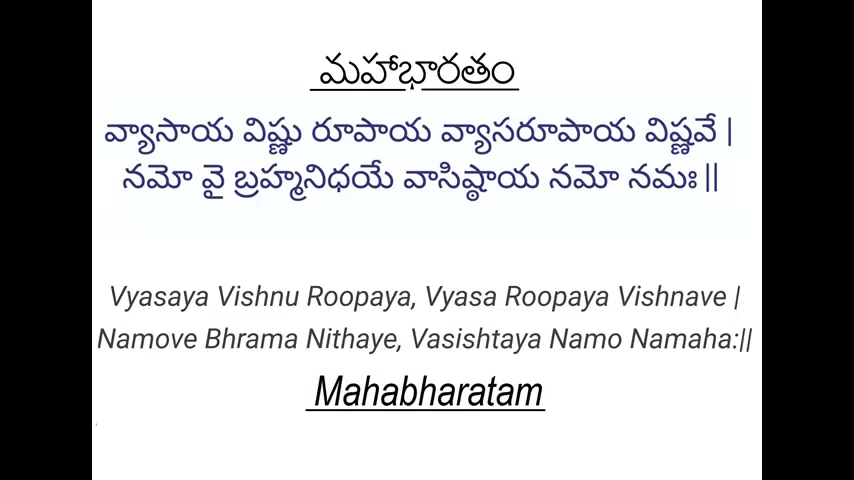 మహాభారతం
వ్యాసాయ విష్ణు రూపాయ వ్యాసరూపాయ విష్ణవే |
నమో వై బ్రహ్మనిధయే వాసిష్ఠాయ నమో నమః ||
Vyasaya Vishnu Roopaya, Vyasa Roopaya Vishnave |
Namove Bhrama Nithaye, Vasishtaya Namo Namaha:||
Mahabharatam